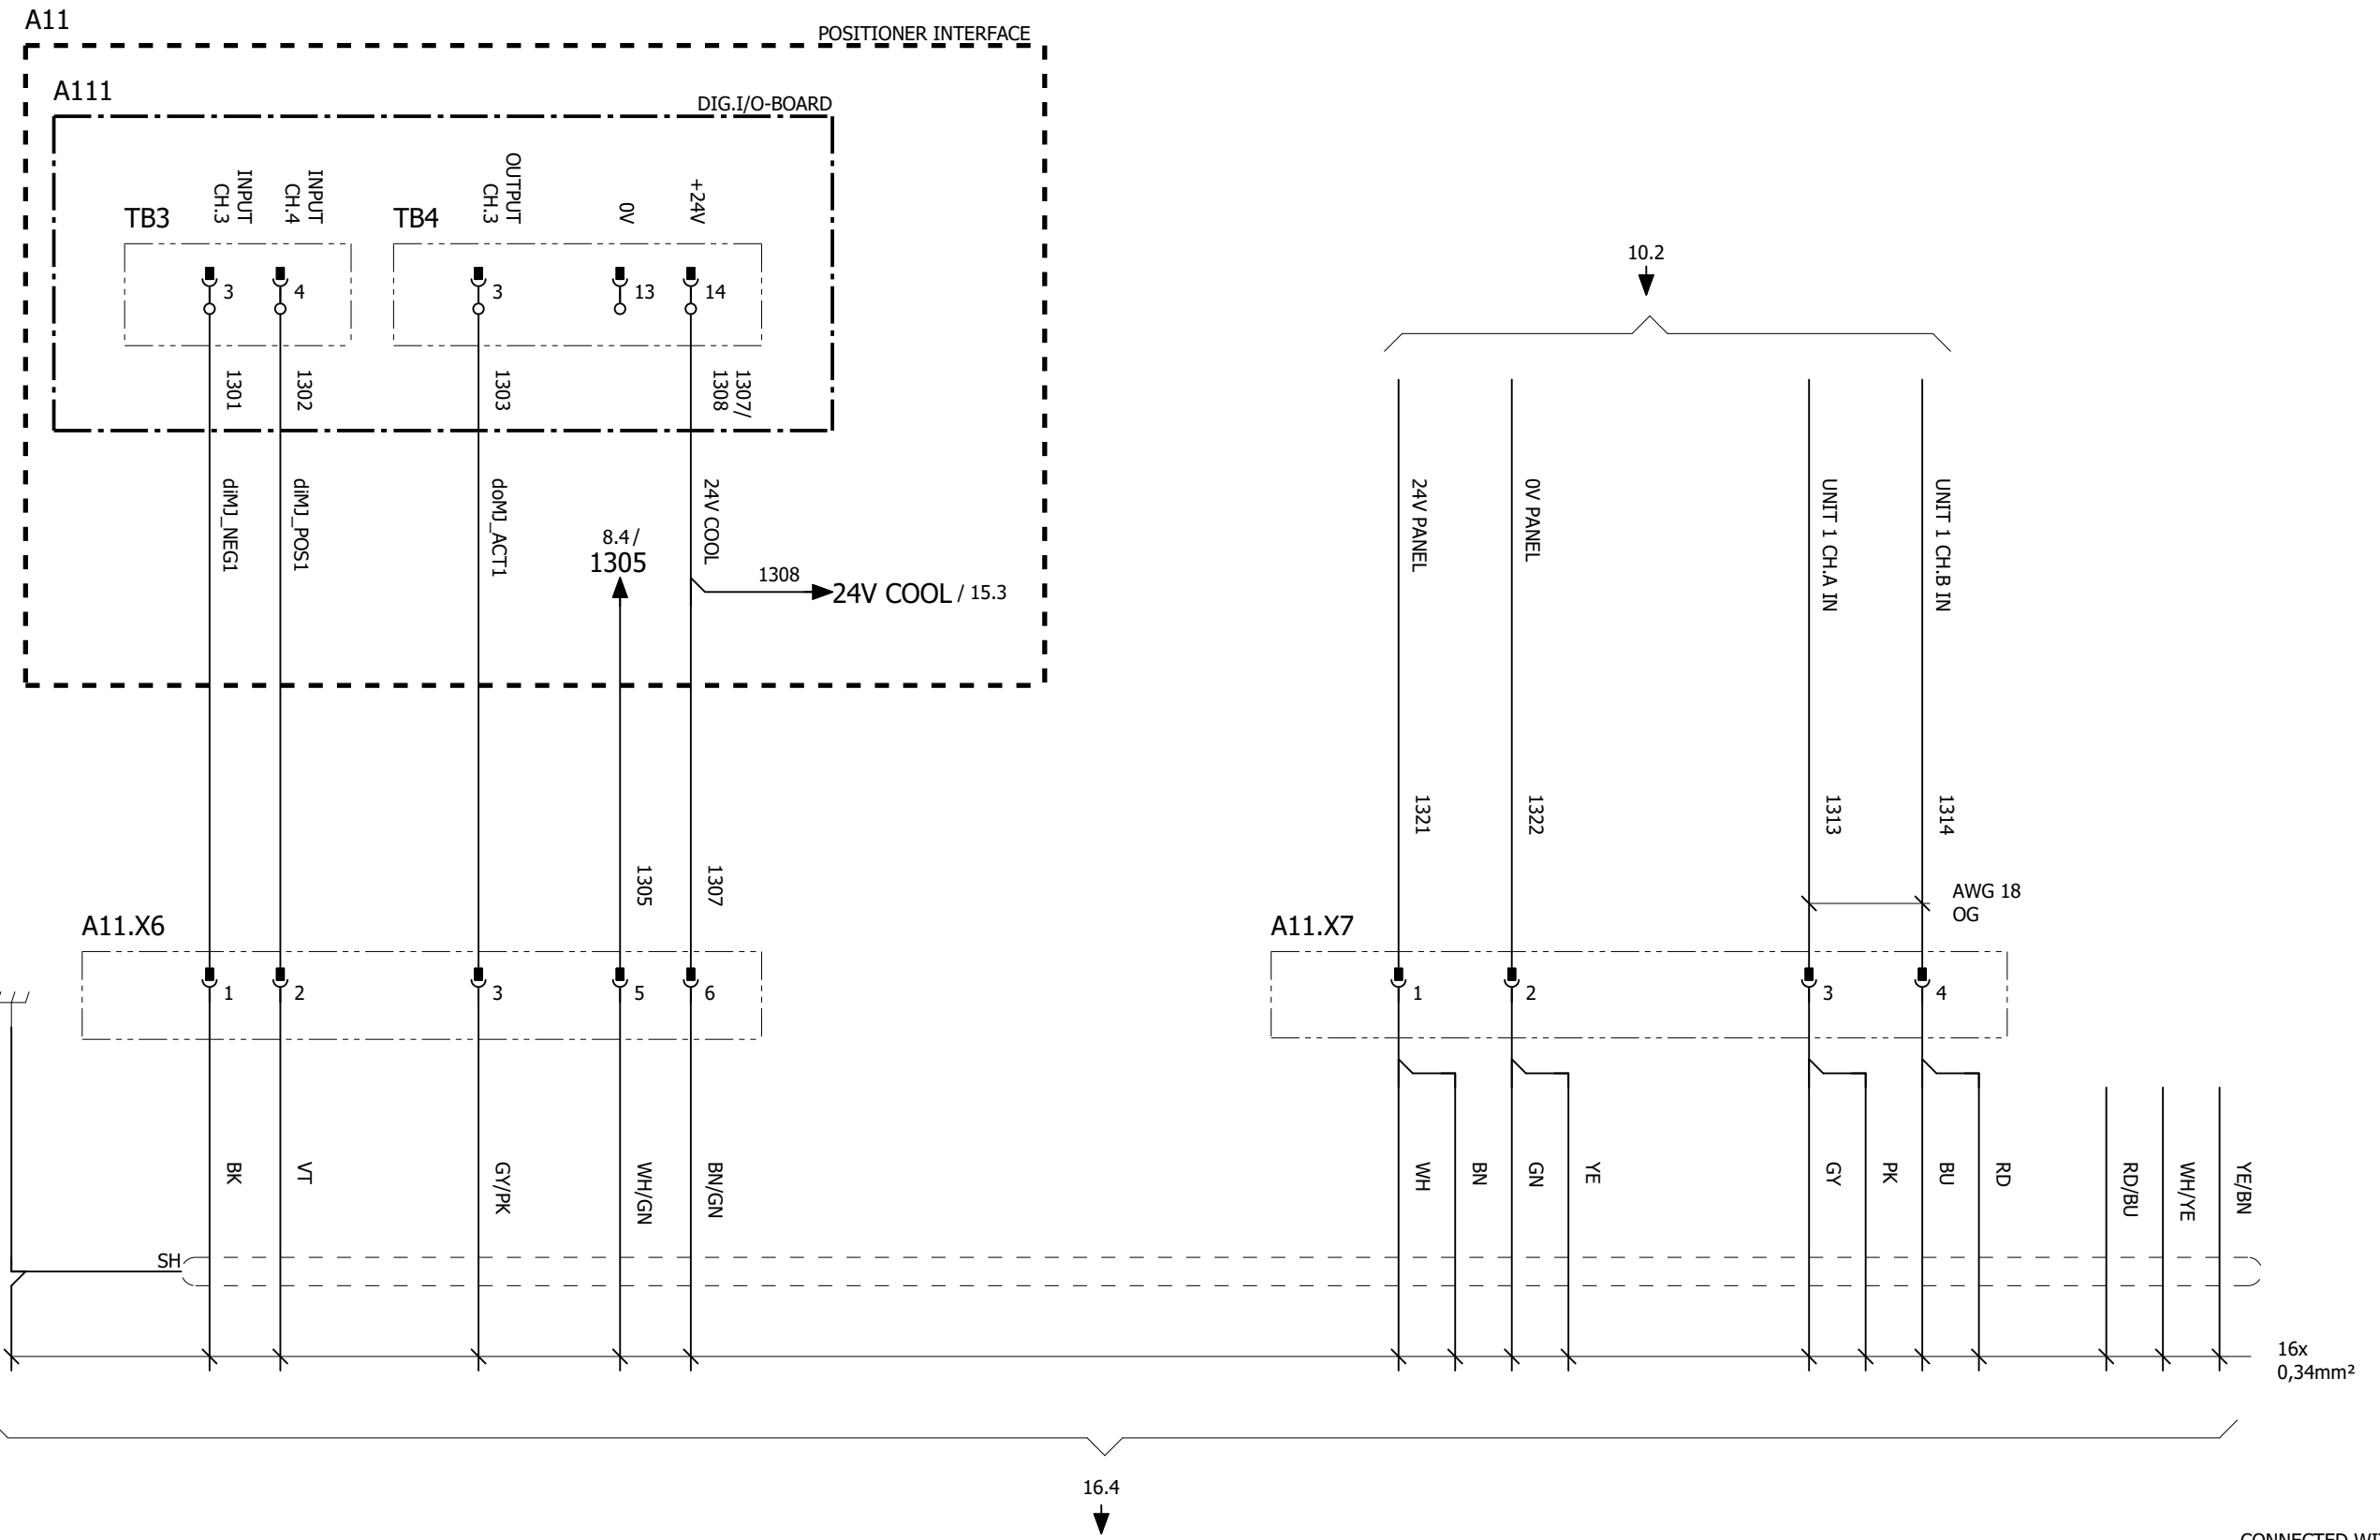 A11
POSITIONER INTERFACE
A111
DIG.I/O-BOARD
TB3
INPUT
CH.3
INPUT
CH.4
TB4
OUTPUT
CH.3
0V
+24V
3
4
3
13
14
1301
1302
1303
1307/
1308
diMJ_NEG1
diMJ_POS1
doMJ_ACT1
24V COOL
8.4 /
1305
1308
24V COOL / 15.3
10.2
24V PANEL
0V PANEL
UNIT 1 CH.A IN
UNIT 1 CH.B IN
1321
1322
1313
1314
1305
1307
AWG 18
OG
A11.X6
1
2
3
5
6
A11.X7
1
2
3
4
BK
VT
GY/PK
WH/GN
BN/GN
WH
BN
GN
YE
GY
PK
BU
RD
RD/BU
WH/YE
YE/BN
SH
16x
0,34mm²
16.4
CONNECTED